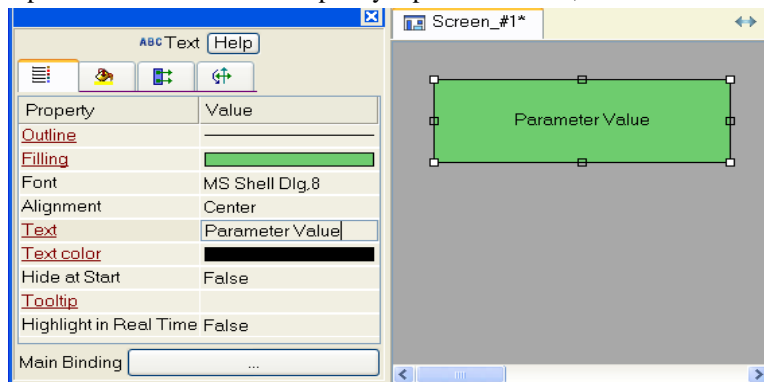 ABC Text Help
Property Value
Outline
Filling
Font MS Shell Dlg,8
Alignment Center
Text Parameter Value
Text color
Hide at Start False
Tooltip
Highlight in Real Time False
Main Binding ...
Screen_#1*
Parameter Value